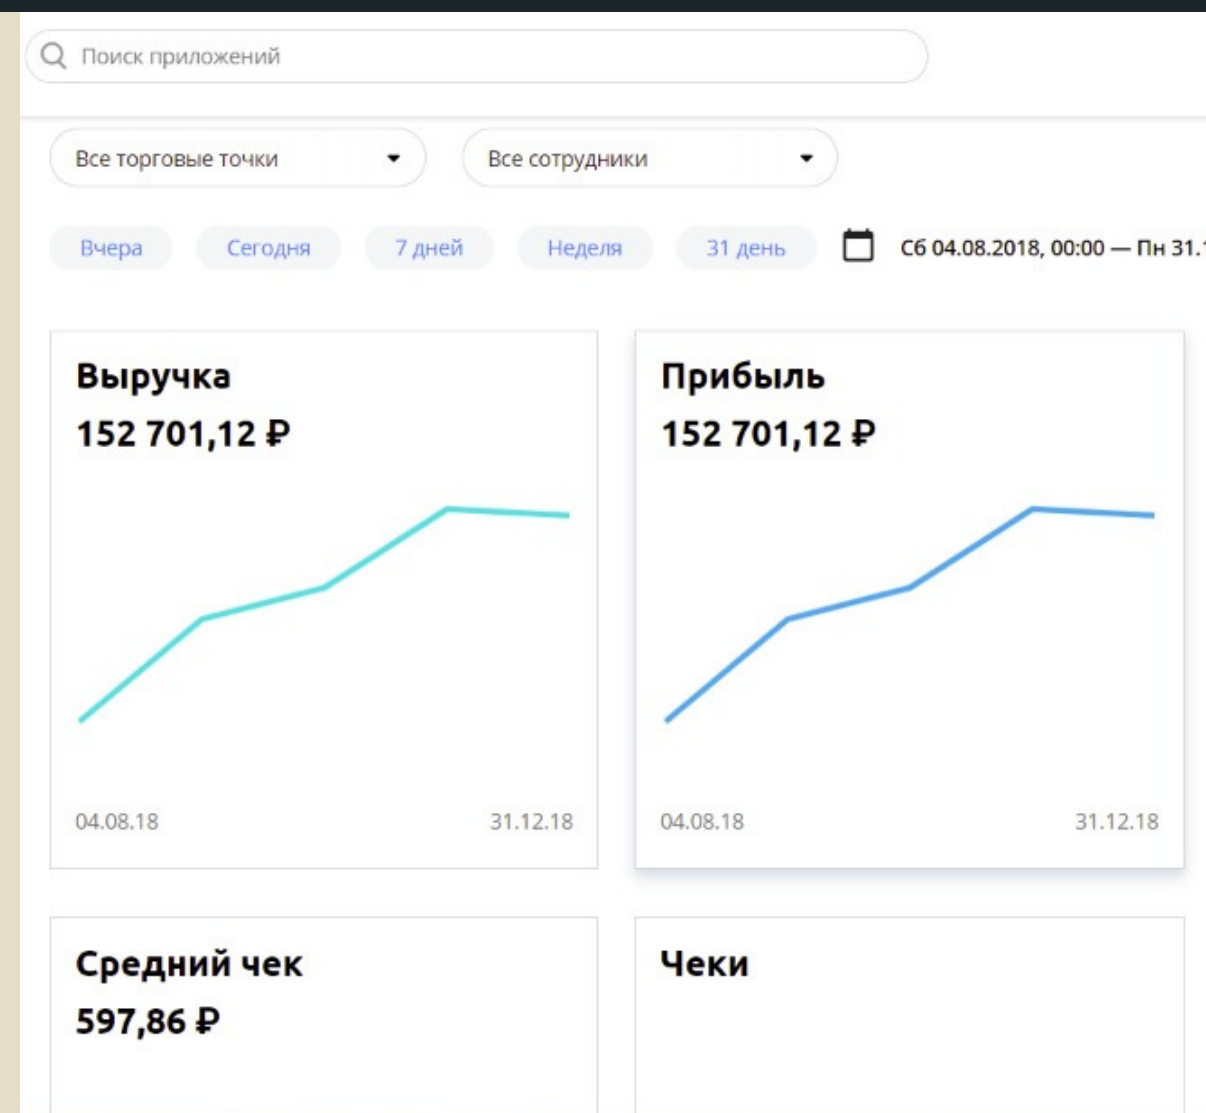 Поиск приложений
Все торговые точки
Все сотрудники
Вчера
Сегодня
7 дней
Неделя
31 день
Сб 04.08.2018, 00:00 — Пн 31.
Выручка
152 701,12 ₽
04.08.18
31.12.18
Прибыль
152 701,12 ₽
04.08.18
31.12.18
Средний чек
597,86 ₽
Чеки